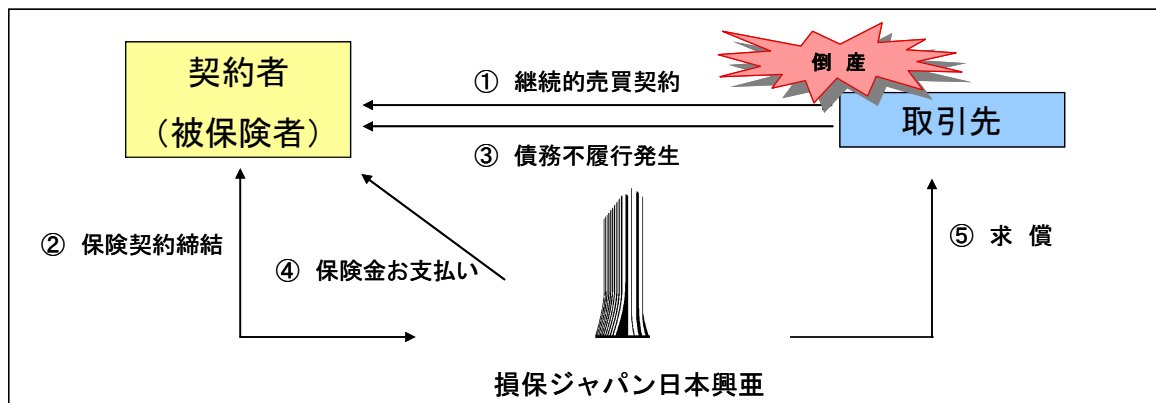 契約者
（被保険者）
倒 産
① 継続的売買契約
取引先
③ 債務不履行発生
② 保険契約締結
④ 保険金お支払い
⑤ 求 償
損保ジャパン日本興亜